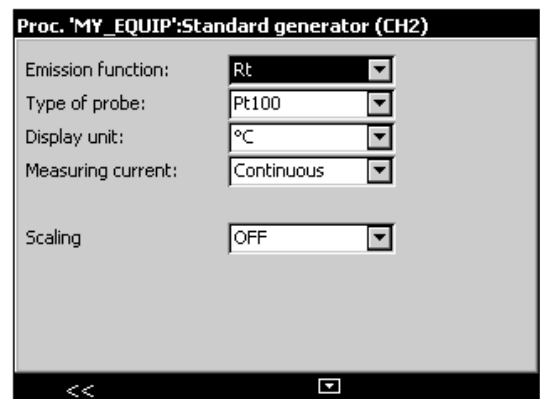 Proc. 'MY_EQUIP':Standard generator (CH2)
Emission function: Rt
Type of probe: Pt100
Display unit: °C
Measuring current: Continuous
Scaling OFF
<<